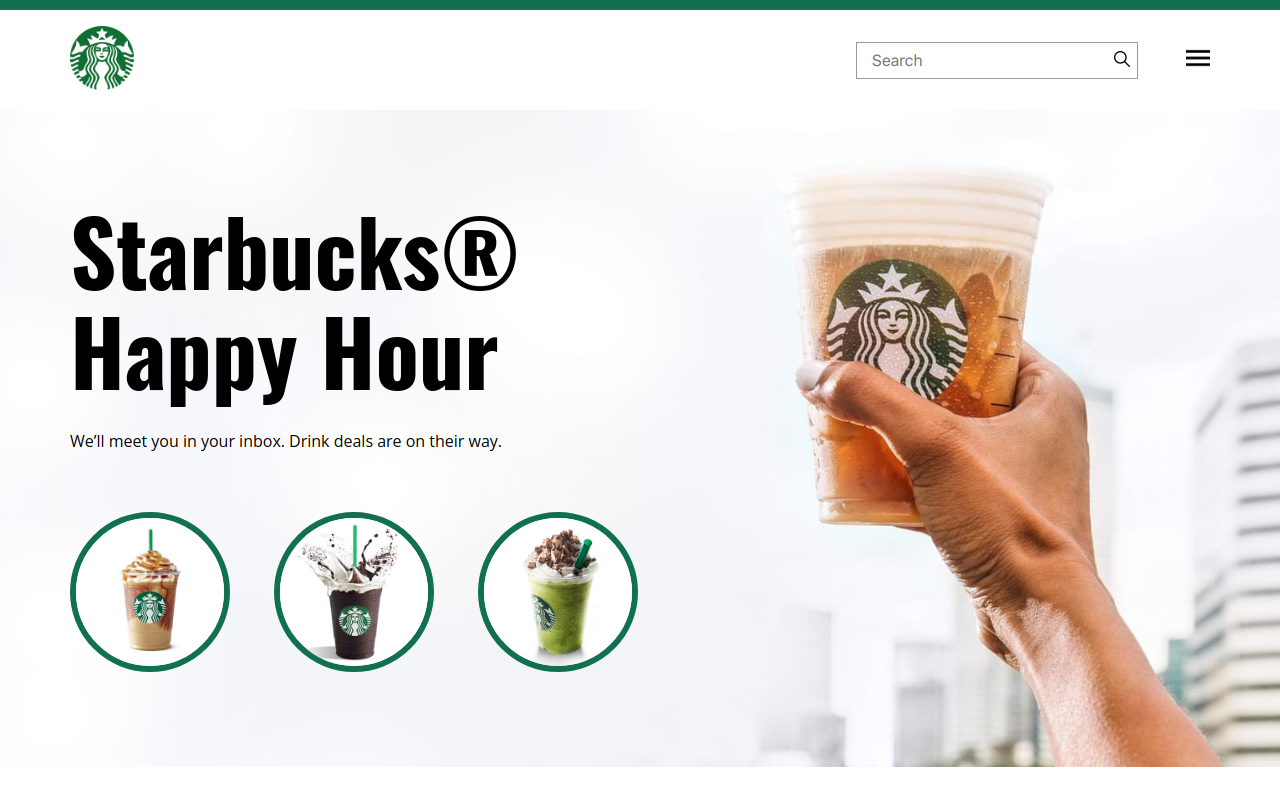 Search
Starbucks®
Happy Hour
We’ll meet you in your inbox. Drink deals are on their way.